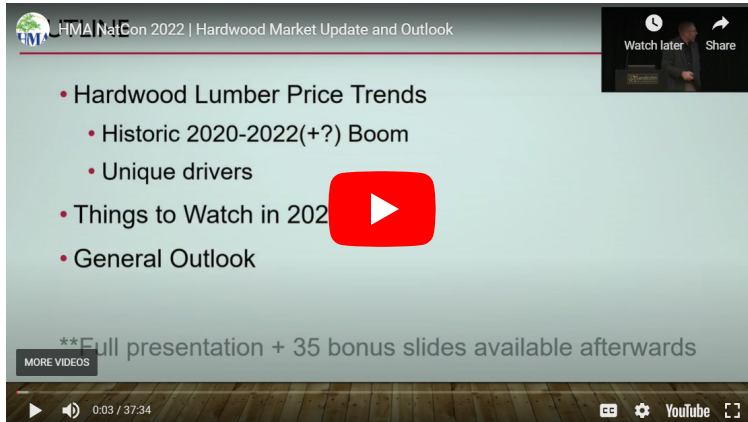 HMA NatCon 2022 | Hardwood Market Update and Outlook
HMA
UTLINE
Watch later
Share
• Hardwood Lumber Price Trends
• Historic 2020-2022(+?) Boom
• Unique drivers
• Things to Watch in 202
• General Outlook
**Full presentation + 35 bonus slides available afterwards
MORE VIDEOS
0:03 / 37:34
CC
YouTube